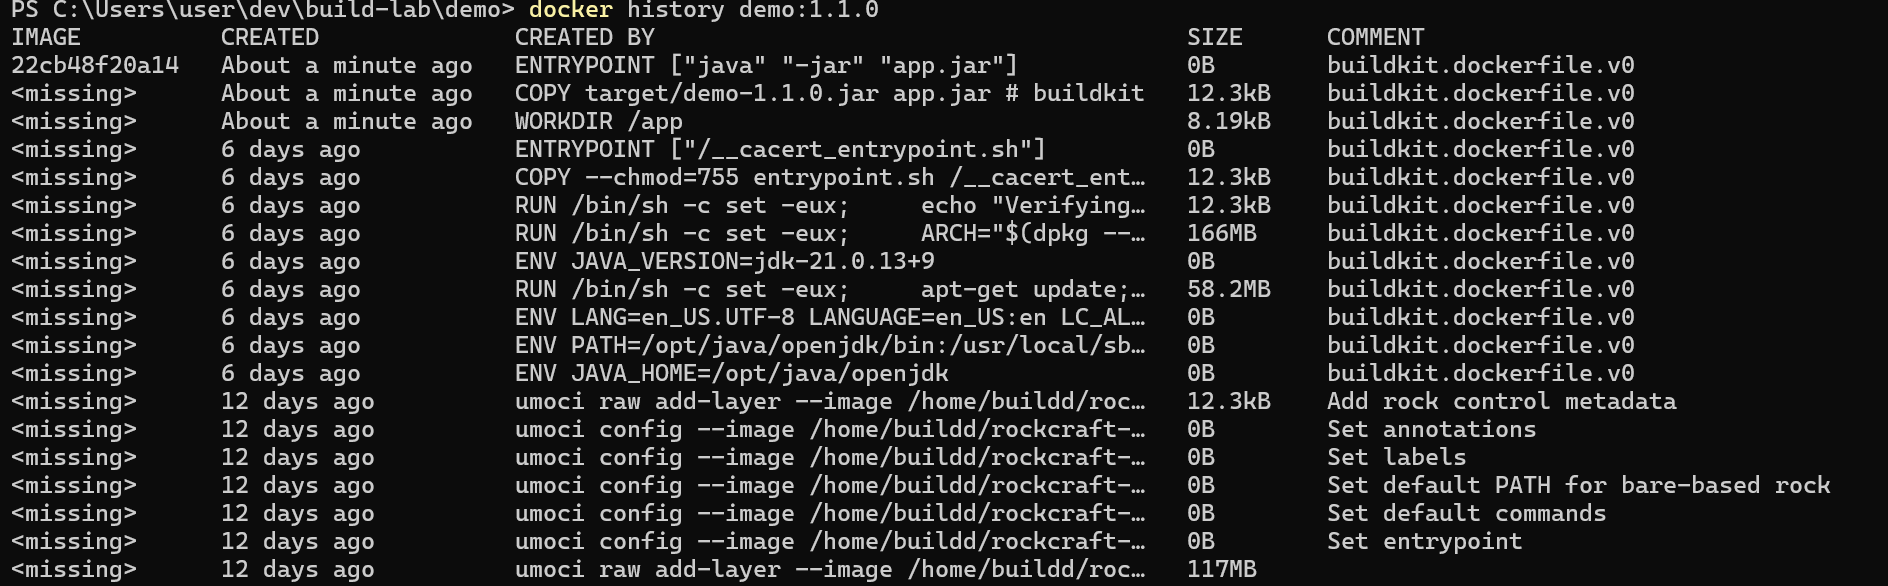 PS C:\Users\user\dev\build-lab\demo> docker history demo:1.1.0
IMAGE          CREATED              CREATED BY                                      SIZE      COMMENT
22cb48f20a14   About a minute ago   ENTRYPOINT ["java" "-jar" "app.jar"]            0B        buildkit.dockerfile.v0
<missing>      About a minute ago   COPY target/demo-1.1.0.jar app.jar # buildkit   12.3kB    buildkit.dockerfile.v0
<missing>      About a minute ago   WORKDIR /app                                    8.19kB    buildkit.dockerfile.v0
<missing>      6 days ago           ENTRYPOINT ["/__cacert_entrypoint.sh"]          0B        buildkit.dockerfile.v0
<missing>      6 days ago           COPY --chmod=755 entrypoint.sh /__cacert_ent…   12.3kB    buildkit.dockerfile.v0
<missing>      6 days ago           RUN /bin/sh -c set -eux;     echo "Verifying…   12.3kB    buildkit.dockerfile.v0
<missing>      6 days ago           RUN /bin/sh -c set -eux;     ARCH="$(dpkg --…   166MB     buildkit.dockerfile.v0
<missing>      6 days ago           ENV JAVA_VERSION=jdk-21.0.13+9                  0B        buildkit.dockerfile.v0
<missing>      6 days ago           RUN /bin/sh -c set -eux;     apt-get update;…   58.2MB    buildkit.dockerfile.v0
<missing>      6 days ago           ENV LANG=en_US.UTF-8 LANGUAGE=en_US:en LC_AL…   0B        buildkit.dockerfile.v0
<missing>      6 days ago           ENV PATH=/opt/java/openjdk/bin:/usr/local/sb…   0B        buildkit.dockerfile.v0
<missing>      6 days ago           ENV JAVA_HOME=/opt/java/openjdk                 0B        buildkit.dockerfile.v0
<missing>      12 days ago          umoci raw add-layer --image /home/buildd/roc…   12.3kB    Add rock control metadata
<missing>      12 days ago          umoci config --image /home/buildd/rockcraft-…   0B        Set annotations
<missing>      12 days ago          umoci config --image /home/buildd/rockcraft-…   0B        Set labels
<missing>      12 days ago          umoci config --image /home/buildd/rockcraft-…   0B        Set default PATH for bare-based rock
<missing>      12 days ago          umoci config --image /home/buildd/rockcraft-…   0B        Set default commands
<missing>      12 days ago          umoci config --image /home/buildd/rockcraft-…   0B        Set entrypoint
<missing>      12 days ago          umoci raw add-layer --image /home/buildd/roc…   117MB